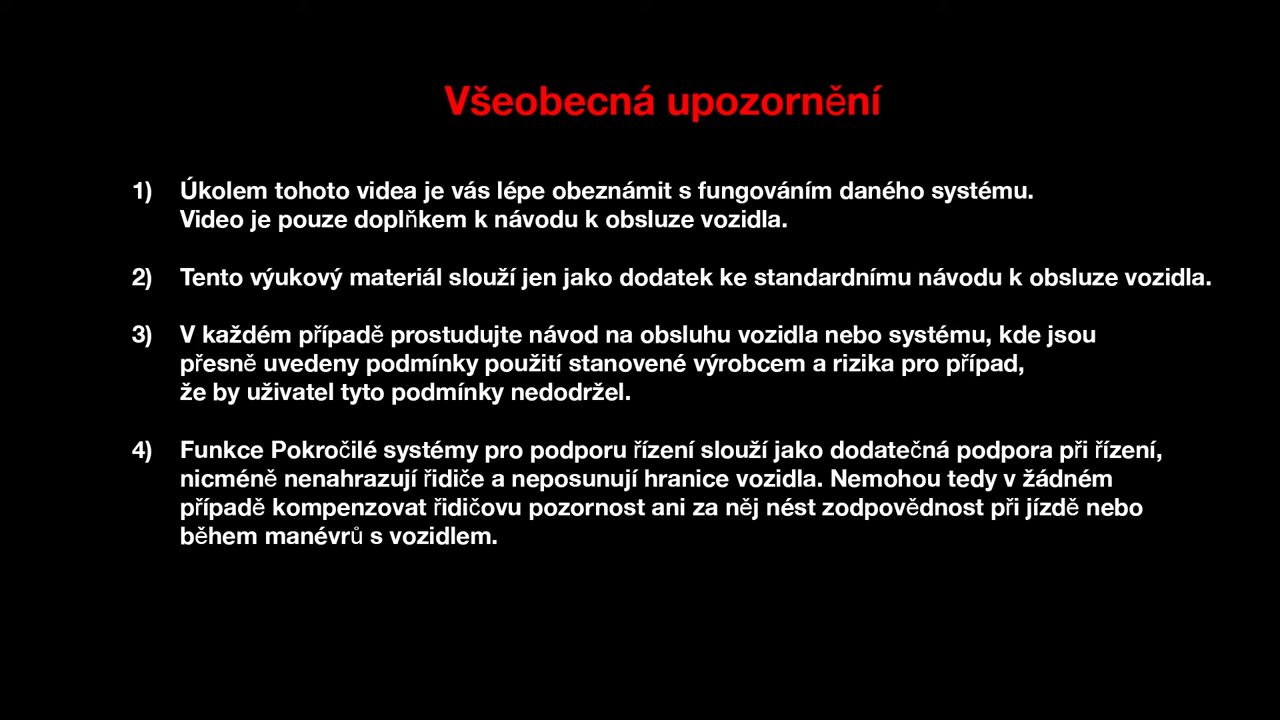 Všeobecná upozornění
1) Úkolem tohoto videa je vás lépe obeznámit s fungováním daného systému.
Video je pouze doplňkem k návodu k obsluze vozidla.
2) Tento výukový materiál slouží jen jako dodatek ke standardnímu návodu k obsluze vozidla.
3) V každém případě prostudujte návod na obsluhu vozidla nebo systému, kde jsou
přesně uvedeny podmínky použití stanovené výrobcem a rizika pro případ,
že by uživatel tyto podmínky nedodržel.
4) Funkce Pokročilé systémy pro podporu řízení slouží jako dodatečná podpora při řízení,
nicméně nenahrazují řidiče a neposunují hranice vozidla. Nemohou tedy v žádném
případě kompenzovat řidičovu pozornost ani za něj nést zodpovědnost při jízdě nebo
během manévrů s vozidlem.